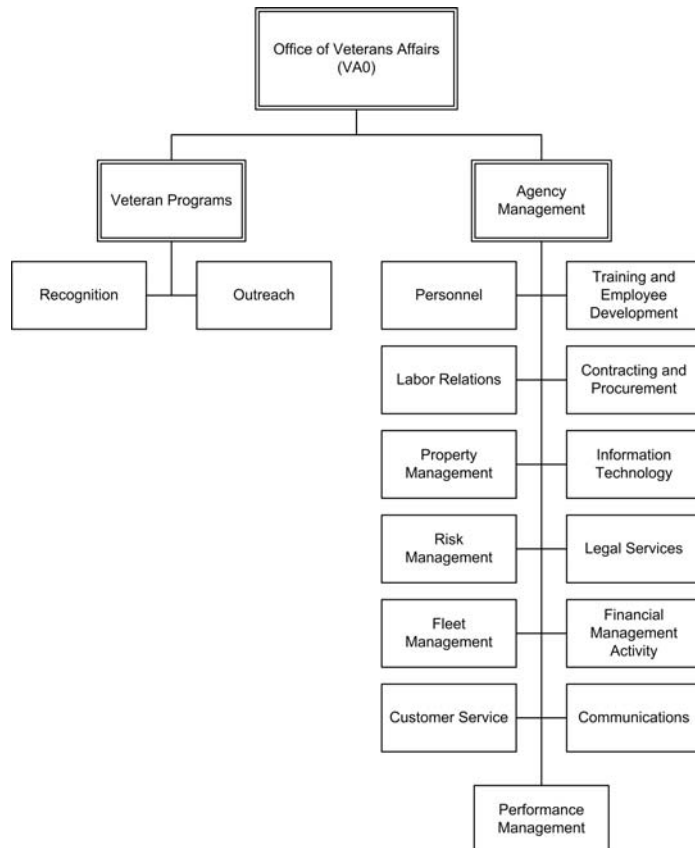 Office of Veterans Affairs
(VA0)
Veteran Programs
Agency
Management
Recognition
Outreach
Personnel
Training and
Employee
Development
Labor Relations
Contracting and
Procurement
Property
Management
Information
Technology
Risk
Management
Legal Services
Fleet
Management
Financial
Management
Activity
Customer Service
Communications
Performance
Management